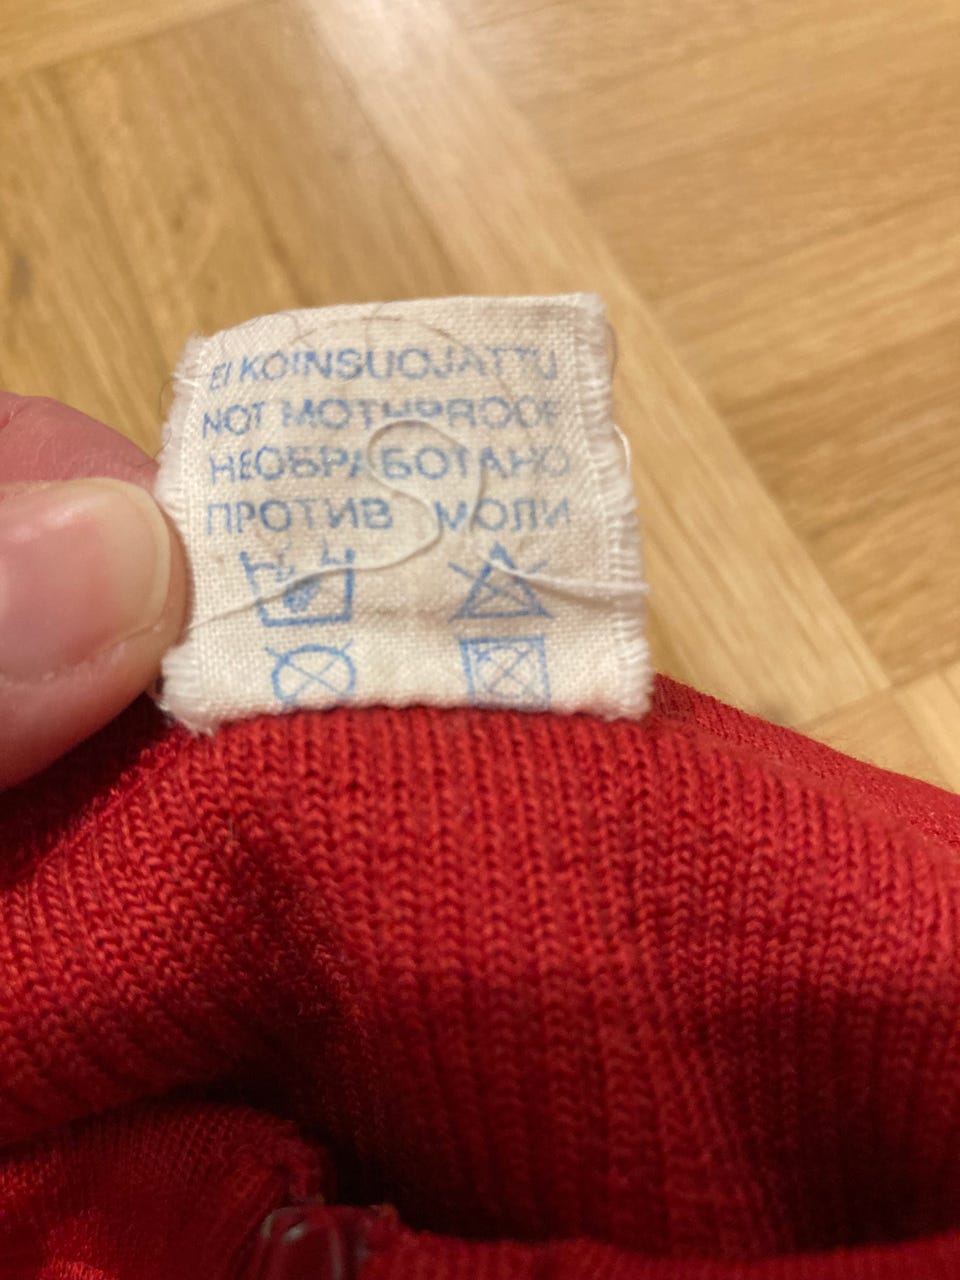 EI KOINSUOJATTU
NOT MOTHPROOF
НЕОБРАБОТАНО
ПРОТИВ МОЛИ